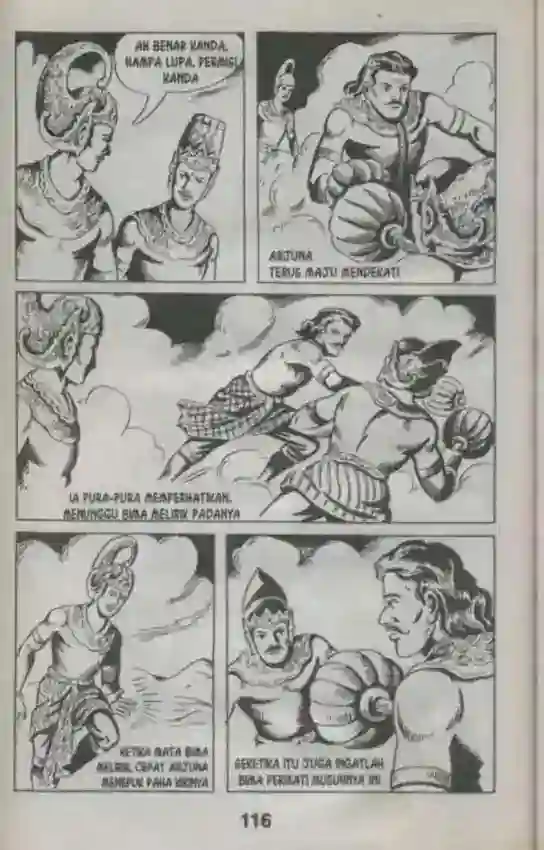 AH BENAR KANDA.
HAMPA LUPA. PERMISI
KANDA
ARJUNA
TERUS MAJU MENDEKATI
IA PURA-PURA MEMPERHATIKAN.
MENUNGGU BIMA MELIRIK PADANYA
KETIKA MATA BIMA
MELIRIK, CEPAT ARJUNA
MENEPUK PAHA KIRINYA
SEKETIKA ITU JUGA INGATLAH
BIMA PERIHATI MUSUHNYA INI
116